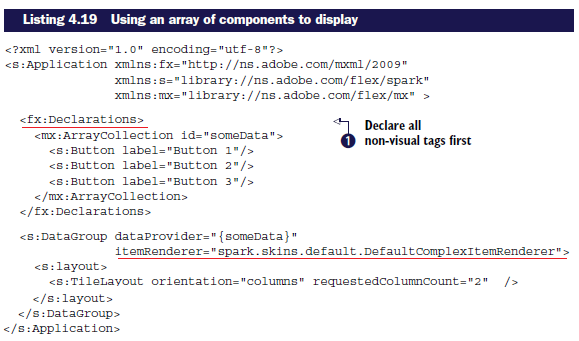 Listing 4.19 Using an array of components to display
<?xml version="1.0" encoding="utf-8"?>
<s:Application xmlns:fx="http://ns.adobe.com/mxml/2009"
xmlns:s="library://ns.adobe.com/flex/spark"
xmlns:mx="library://ns.adobe.com/flex/mx" >
<fx:Declarations>
<mx:ArrayCollection id="someData">
<s:Button label="Button 1"/>
<s:Button label="Button 2"/>
<s:Button label="Button 3"/>
</mx:ArrayCollection>
</fx:Declarations>
Declare all
1 non-visual tags first
<s:DataGroup dataProvider="{someData}"
itemRenderer="spark.skins.default.DefaultComplexItemRenderer">
<s:layout>
<s:TileLayout orientation="columns" requestedColumnCount="2" />
</s:layout>
</s:DataGroup>
</s:Application>